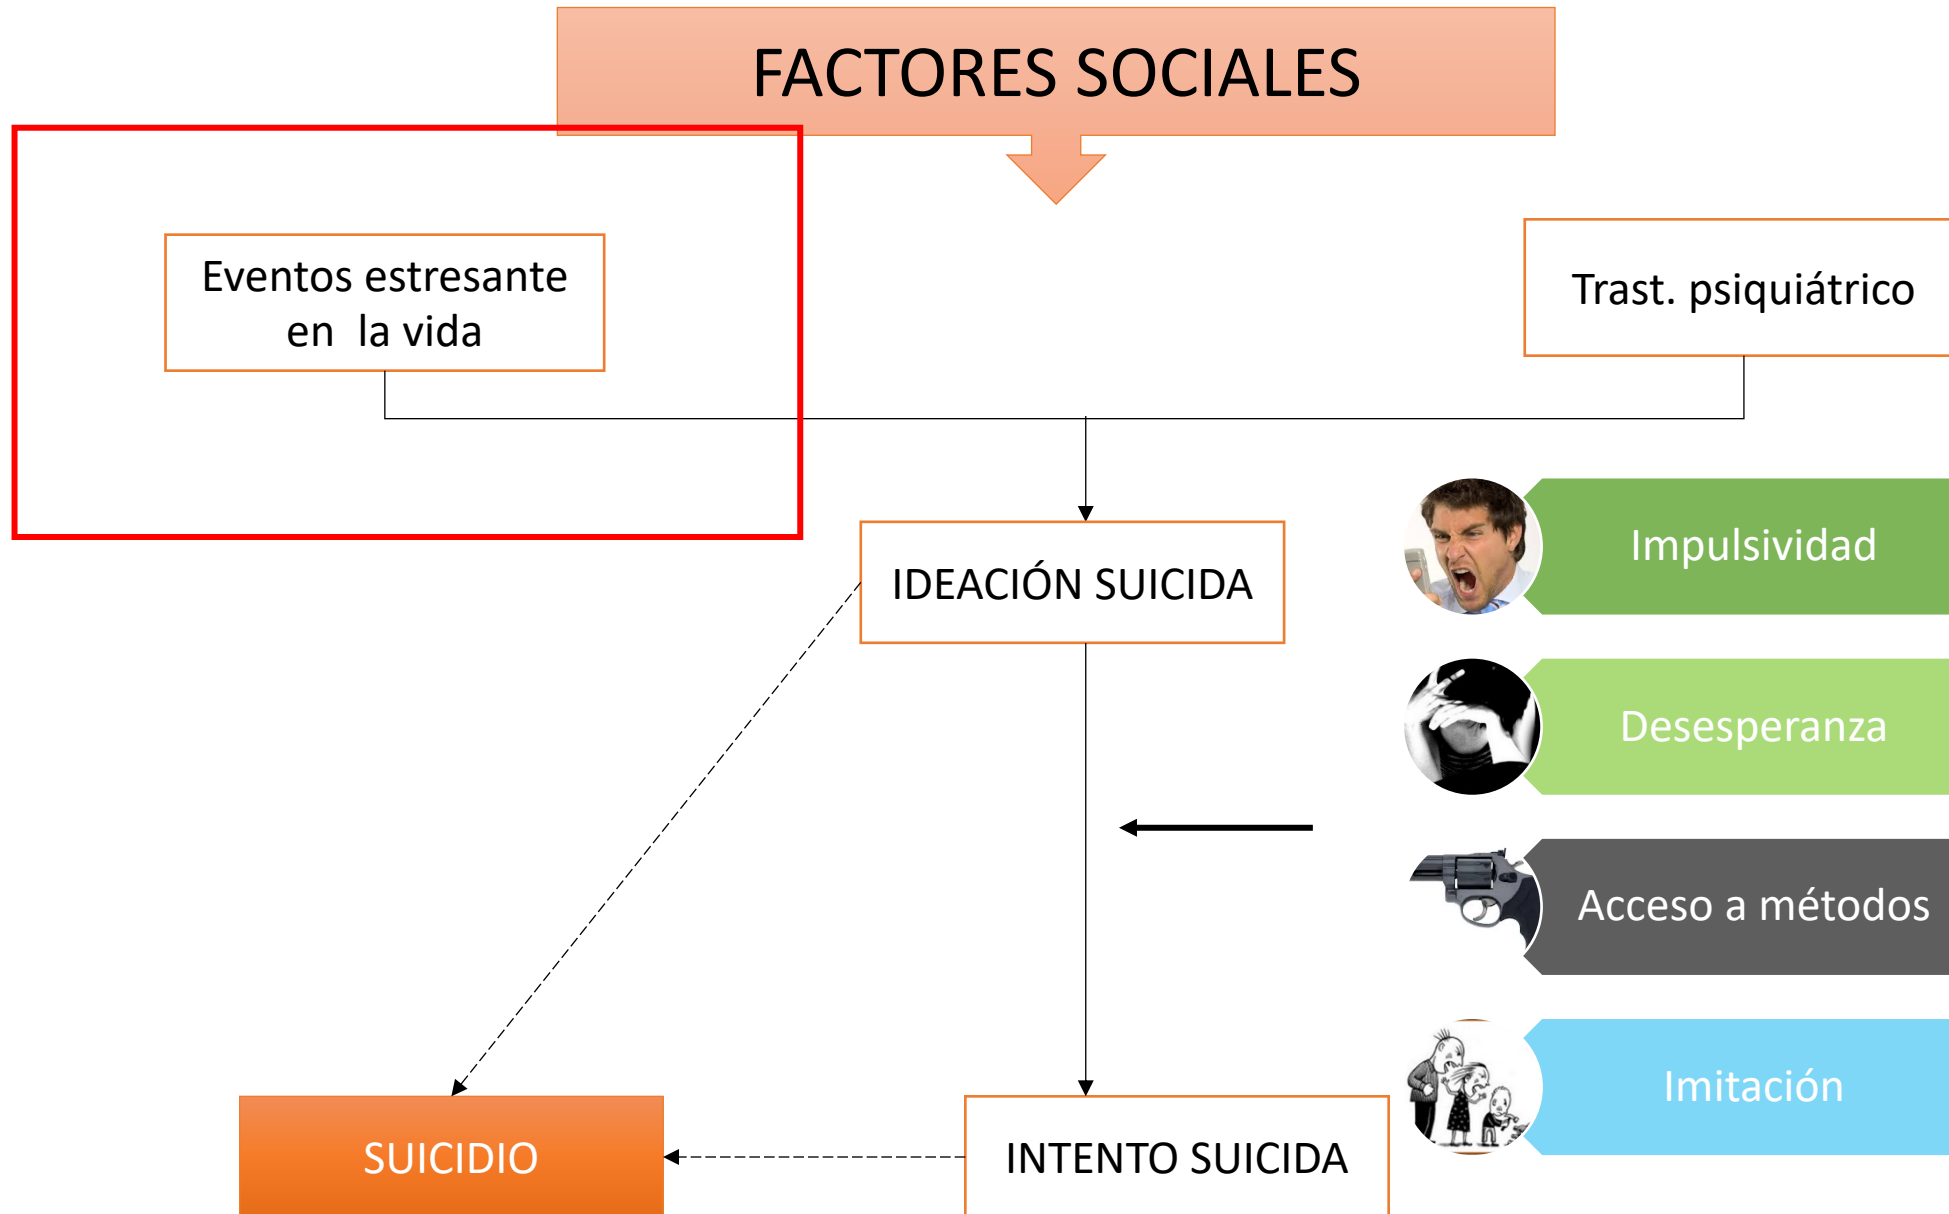 FACTORES SOCIALES
Eventos estresante
en la vida
Trast. psiquiátrico
IDEACIÓN SUICIDA
Impulsividad
Desesperanza
Acceso a métodos
Imitación
SUICIDIO
INTENTO SUICIDA